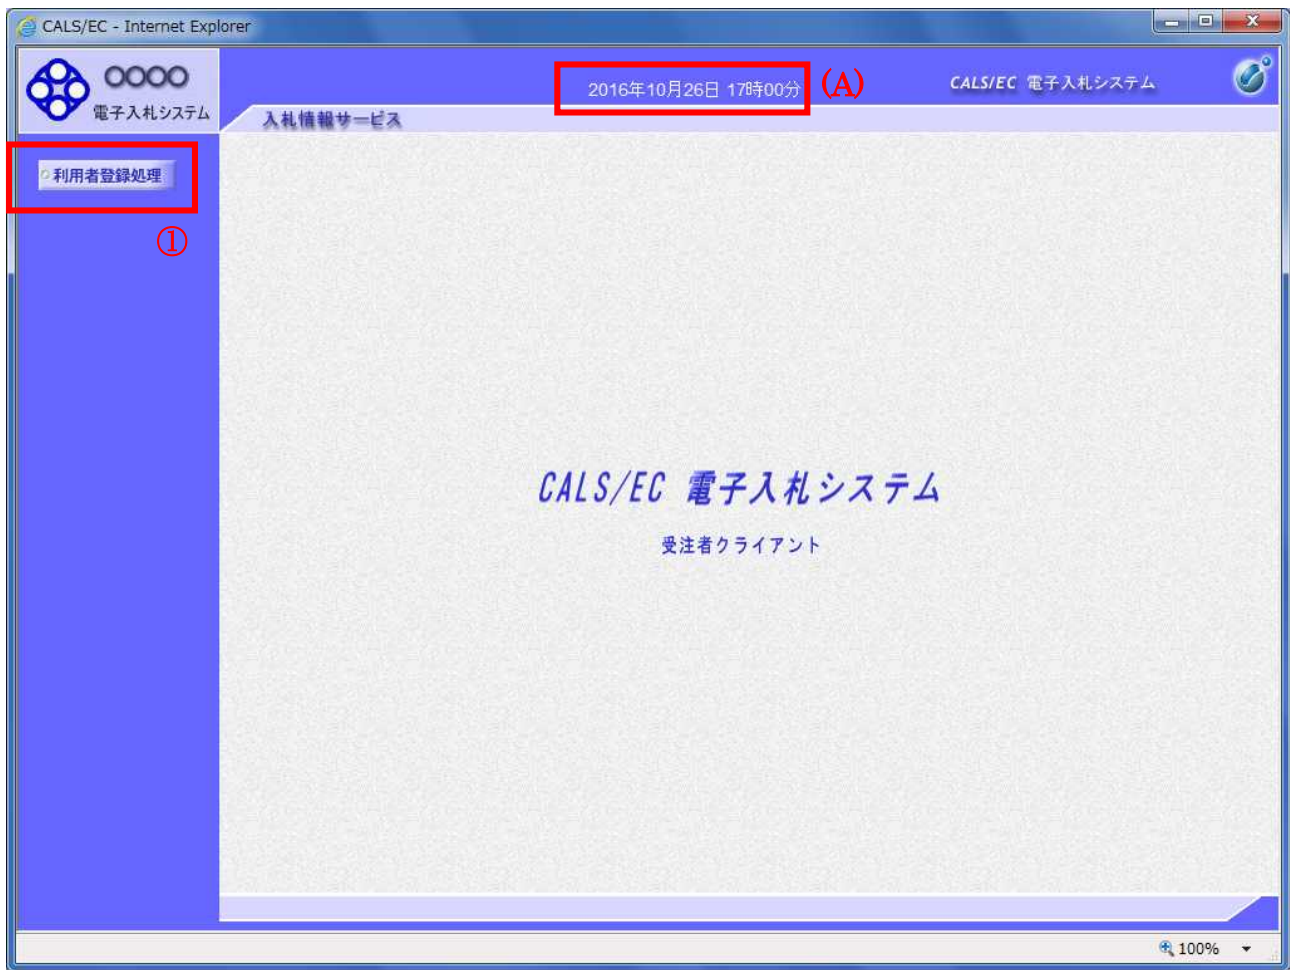 CALS/EC - Internet Explorer
〇〇〇〇
電子入札システム
2016年10月26日 17時00分
(A)
CALS/EC 電子入札システム
入札情報サービス
利用者登録処理
①
CALS/EC 電子入札システム
受注者クライアント
100%